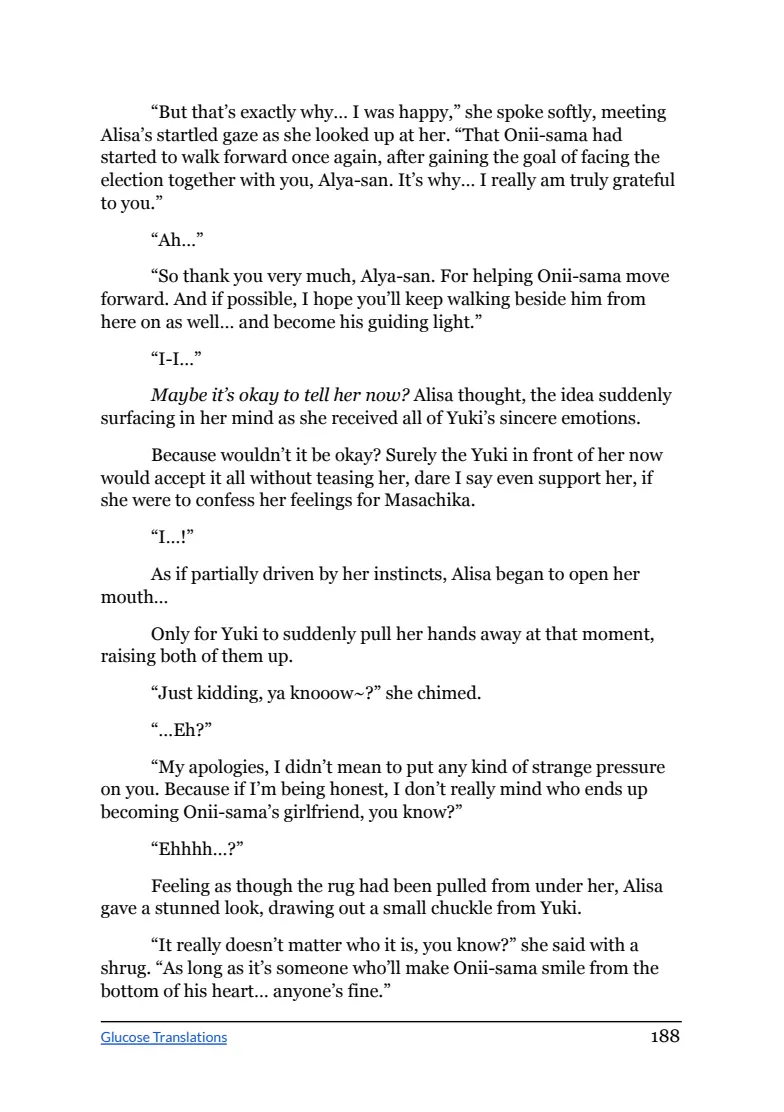 “But that’s exactly why… I was happy,” she spoke softly, meeting
Alisa’s startled gaze as she looked up at her. “That Onii-sama had
started to walk forward once again, after gaining the goal of facing the
election together with you, Alya-san. It’s why… I really am truly grateful
to you.”
“Ah…”
“So thank you very much, Alya-san. For helping Onii-sama move
forward. And if possible, I hope you’ll keep walking beside him from
here on as well… and become his guiding light.”
“I-I…”
Maybe it’s okay to tell her now? Alisa thought, the idea suddenly
surfacing in her mind as she received all of Yuki’s sincere emotions.
Because wouldn’t it be okay? Surely the Yuki in front of her now
would accept it all without teasing her, dare I say even support her, if
she were to confess her feelings for Masachika.
“I…!”
As if partially driven by her instincts, Alisa began to open her
mouth…
Only for Yuki to suddenly pull her hands away at that moment,
raising both of them up.
“Just kidding, ya knooow~?” she chimed.
“…Eh?”
“My apologies, I didn’t mean to put any kind of strange pressure
on you. Because if I’m being honest, I don’t really mind who ends up
becoming Onii-sama’s girlfriend, you know?”
“Ehhhh…?”
Feeling as though the rug had been pulled from under her, Alisa
gave a stunned look, drawing out a small chuckle from Yuki.
“It really doesn’t matter who it is, you know?” she said with a
shrug. “As long as it’s someone who’ll make Onii-sama smile from the
bottom of his heart… anyone’s fine.”
Glucose Translations 188